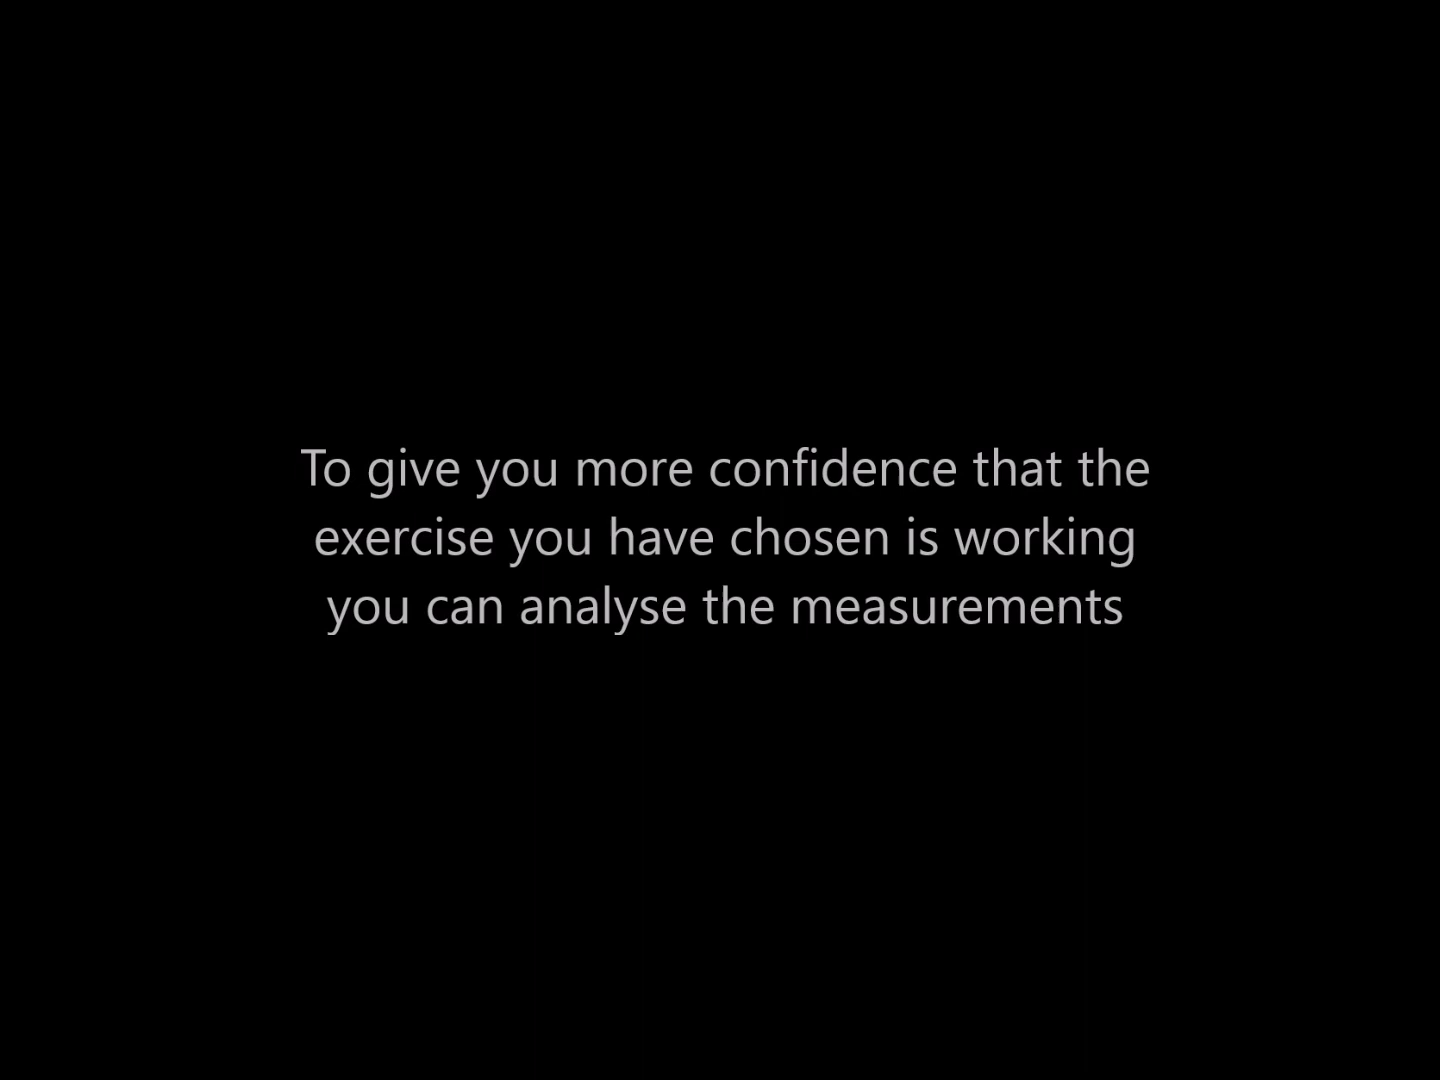 To give you more confidence that the
exercise you have chosen is working
you can analyse the measurements